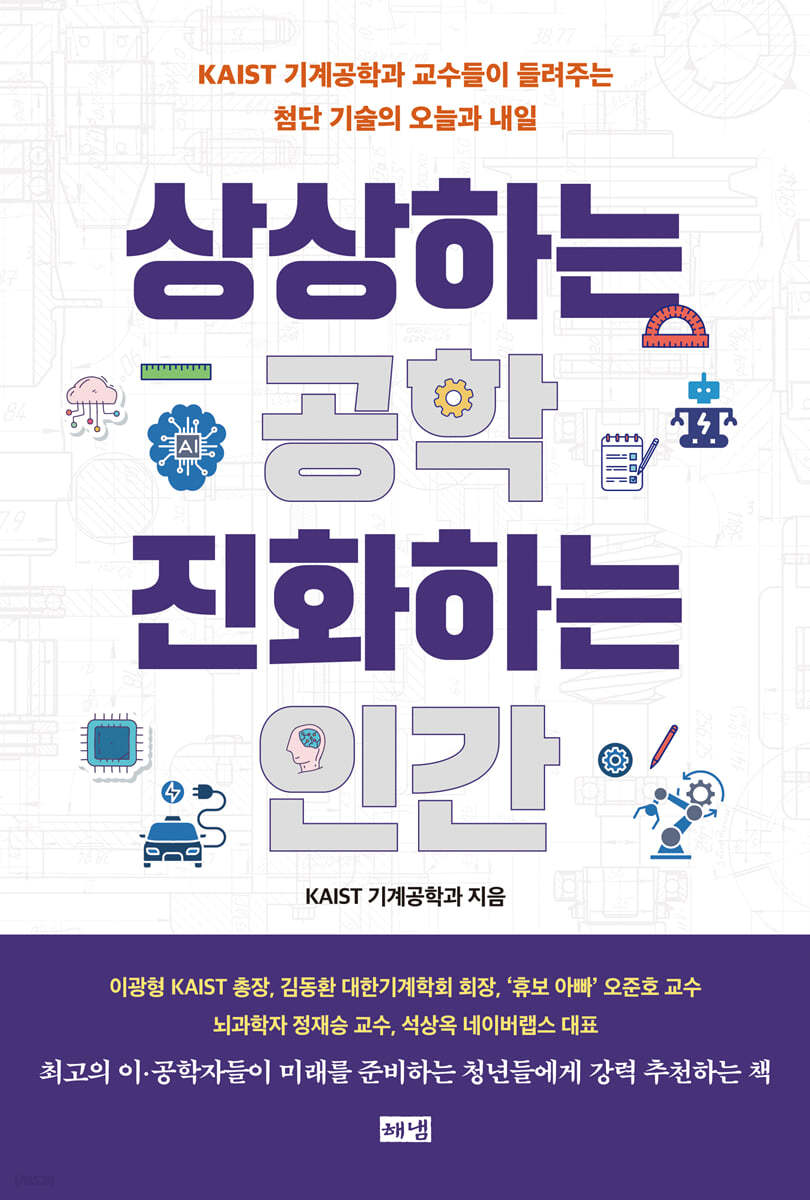 KAIST 기계공학과 교수들이 들려주는
첨단 기술의 오늘과 내일
상상하는
공학
AI
진화하는
인간
KAIST 기계공학과 지음
이광형 KAIST 총장, 김동환 대한기계학회 회장, ‘휴보 아빠’ 오준호 교수
뇌과학자 정재승 교수, 석상옥 네이버랩스 대표
최고의 이·공학자들이 미래를 준비하는 청년들에게 강력 추천하는 책
해냄